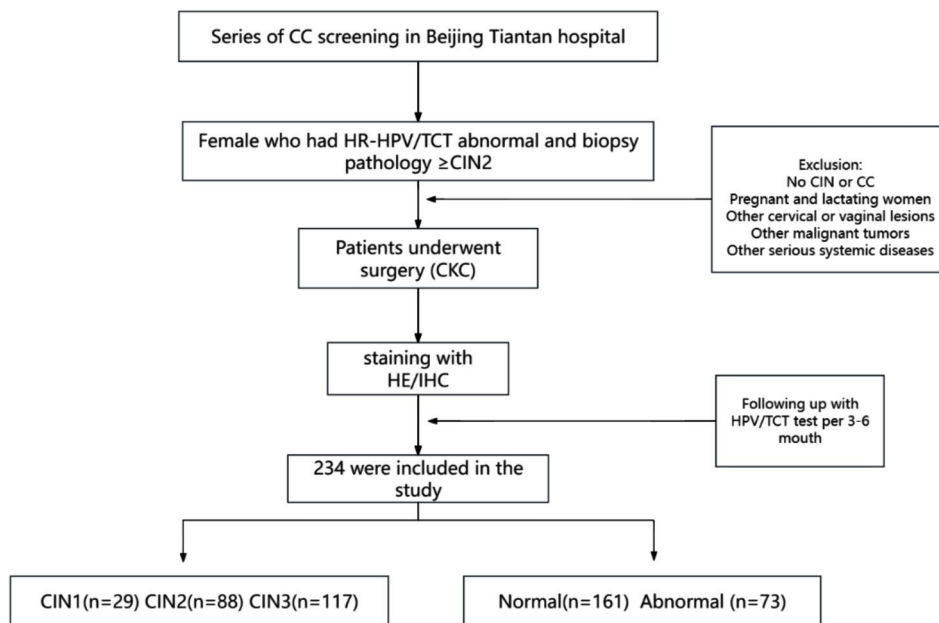 Series of CC screening in Beijing Tiantan hospital
Female who had HR-HPV/TCT abnormal and biopsy
pathology ≥CIN2
Exclusion:
No CIN or CC
Pregnant and lactating women
Other cervical or vaginal lesions
Other malignant tumors
Other serious systemic diseases
Patients underwent
surgery (CKC)
staining with
HE/IHC
Following up with
HPV/TCT test per 3-6
mouth
234 were included in the
study
CIN1(n=29) CIN2(n=88) CIN3(n=117)
Normal(n=161) Abnormal (n=73)